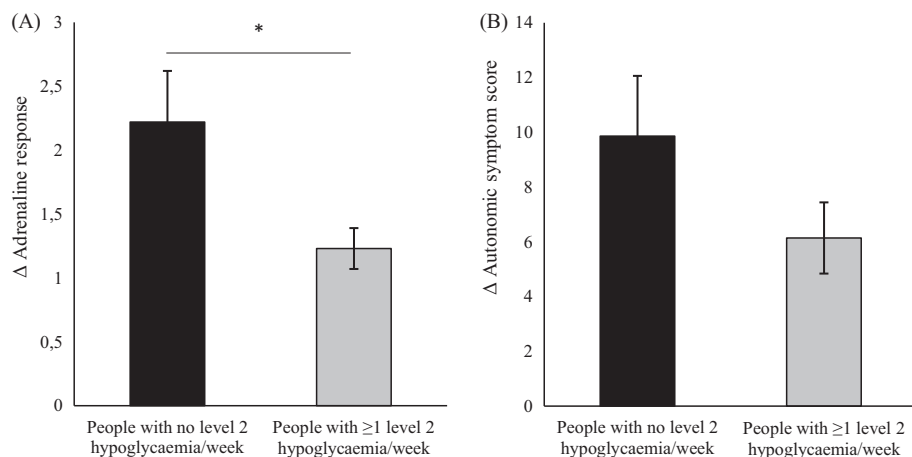 (A)
3
2,5
2
1,5
1
0,5
0
Δ Adrenaline response
*
People with no level 2
hypoglycaemia/week
People with ≥1 level 2
hypoglycaemia/week
(B)
14
12
10
8
6
4
2
0
Δ Autonomic symptom score
People with no level 2
hypoglycaemia/week
People with ≥1 level 2
hypoglycaemia/week